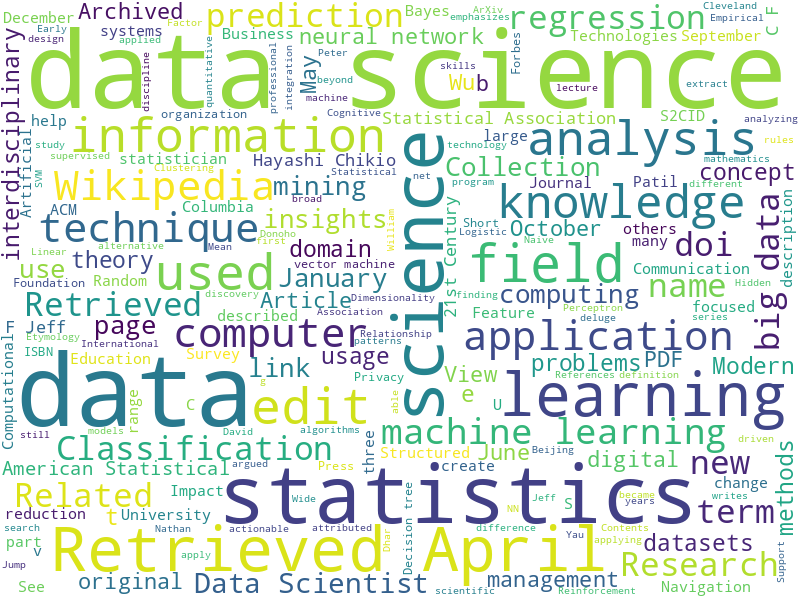 December
Archived
prediction
Bayes
ArXiv
emphasizes
Cleveland
Empirical
Early
design
Factor
applied
systems
Business
neural network
regression
Technologies
September
C F
data science
interdisciplinary
discipline
quantitative
professional
integration
beyond
Peter
machine
Cognitive
May
skills
Wu
b
lecture
Forbes
extract
organization
help
study
supervised
SVM
Artificial
information
Statistical Association
S2CID
analyzing
statistician
Clustering
Hayashi Chikio
Statistical
technology
large
analysis
rules
mathematics
Wikipedia
mining
broad
net
program
Collection
Journal
Patil
concept
different
ACM
Columbia
technique
insights
William
science
knowledge
Linear
alternative
Mean
Donoho
first
domain
21st Century
Short
Logistic
October
Naive
others
many
doi
big data
description
use
theory
vector machine
used
field
Communication
Hidden
Foundation
Random
January
finding
computing
name
focused
series
Retrieved
discovery
Article
Dimensionality
Feature
Perceptron
deluge
F
Jeff
page
described
Association
application
Etymology
International
computer
usage
Relationship
patterns
ISBN
Computational
Education
Survey
link
Privacy
View
problems
PDF
Modern
data
range
C
g
edit
able
e
References
definition
learning
U
still
models
David
algorithms
three
machine learning
driven
Classification
Structured
June
Beijing
digital
new
methods
American Statistical
argued
Press
create
change
Related
Impact
Wide
statistics
NN
Jeff
S
became
years
writes
term
reduction
t
University
Nathan
actionable
attributed
Decision tree
difference
Yau
Contents
applying
datasets
search
part
v
Retrieved April
apply
Dhar
Research
Support
Jump
See
original
Data Scientist
scientific
management
Reinforcement
Navigation